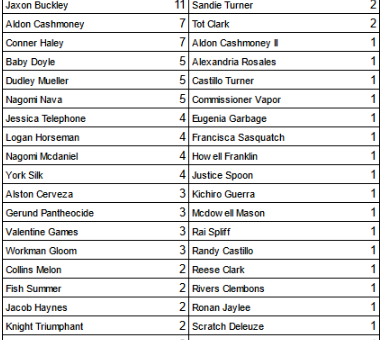 Jaxon Buckley 11 Sandie Turner 2
Aldon Cashmoney 7 Tot Clark 2
Conner Haley 7 Aldon Cashmoney II 1
Baby Doyle 5 Alexandria Rosales 1
Dudley Mueller 5 Castillo Turner 1
Nagomi Nava 5 Commissioner Vapor 1
Jessica Telephone 4 Eugenia Garbage 1
Logan Horseman 4 Francisca Sasquatch 1
Nagomi Mcdaniel 4 Howell Franklin 1
York Silk 4 Justice Spoon 1
Alston Cerveza 3 Kichiro Guerra 1
Gerund Pantheocide 3 Mcdowell Mason 1
Valentine Games 3 Rai Spliff 1
Workman Gloom 3 Randy Castillo 1
Collins Melon 2 Reese Clark 1
Fish Summer 2 Rivers Clembons 1
Jacob Haynes 2 Ronan Jaylee 1
Knight Triumphant 2 Scratch Deleuze 1